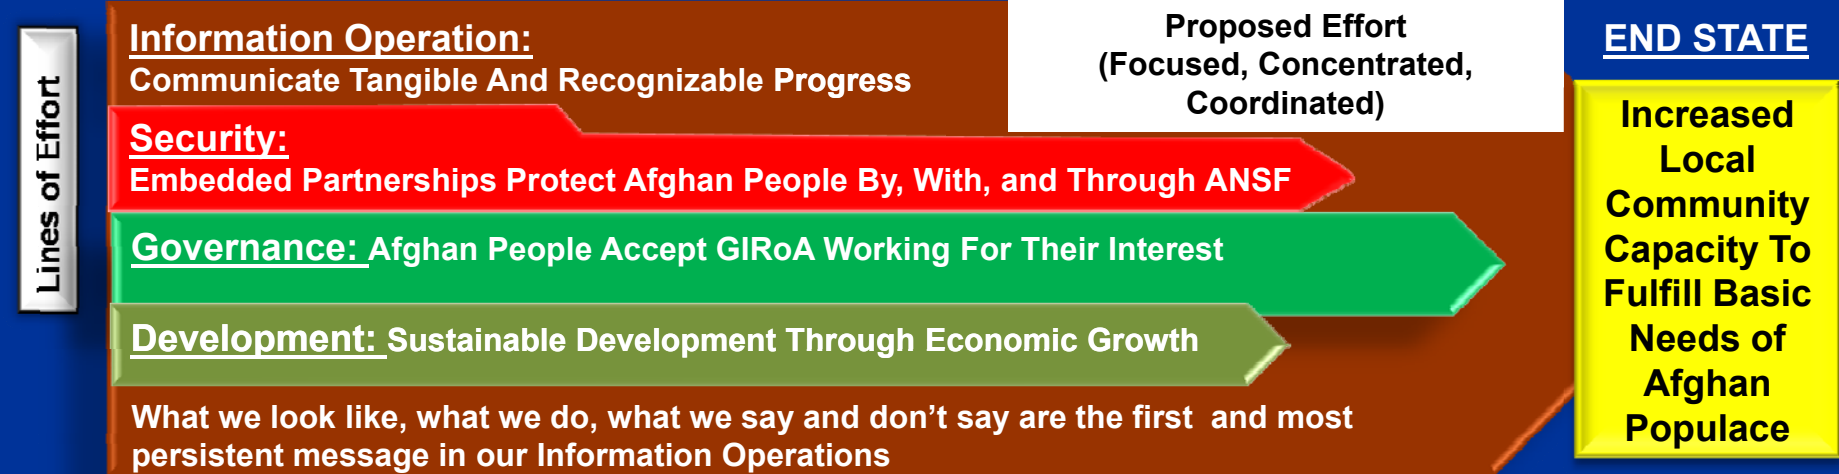 Lines of Effort
Information Operation:
Communicate Tangible And Recognizable Progress
Security:
Embedded Partnerships Protect Afghan People By, With, and Through ANSF
Governance: Afghan People Accept GIRoA Working For Their Interest
Development: Sustainable Development Through Economic Growth
What we look like, what we do, what we say and don’t say are the first  and most
persistent message in our Information Operations
Proposed Effort
(Focused, Concentrated,
Coordinated)
END STATE
Increased
Local
Community
Capacity To
Fulfill Basic
Needs of
Afghan
Populace